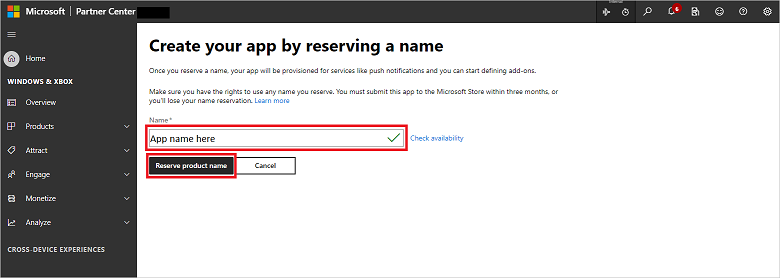 Microsoft | Partner Center
Internal
6
Home
WINDOWS & XBOX
Overview
Products
Attract
Engage
Monetize
Analyze
CROSS-DEVICE EXPERIENCES
Create your app by reserving a name
Once you reserve a name, your app will be provisioned for services like push notifications and you can start defining add-ons.
Make sure you have the rights to use any name you reserve. You must submit this app to the Microsoft Store within three months, or
you'll lose your name reservation. Learn more
Name *
App name here
Check availability
Reserve product name
Cancel